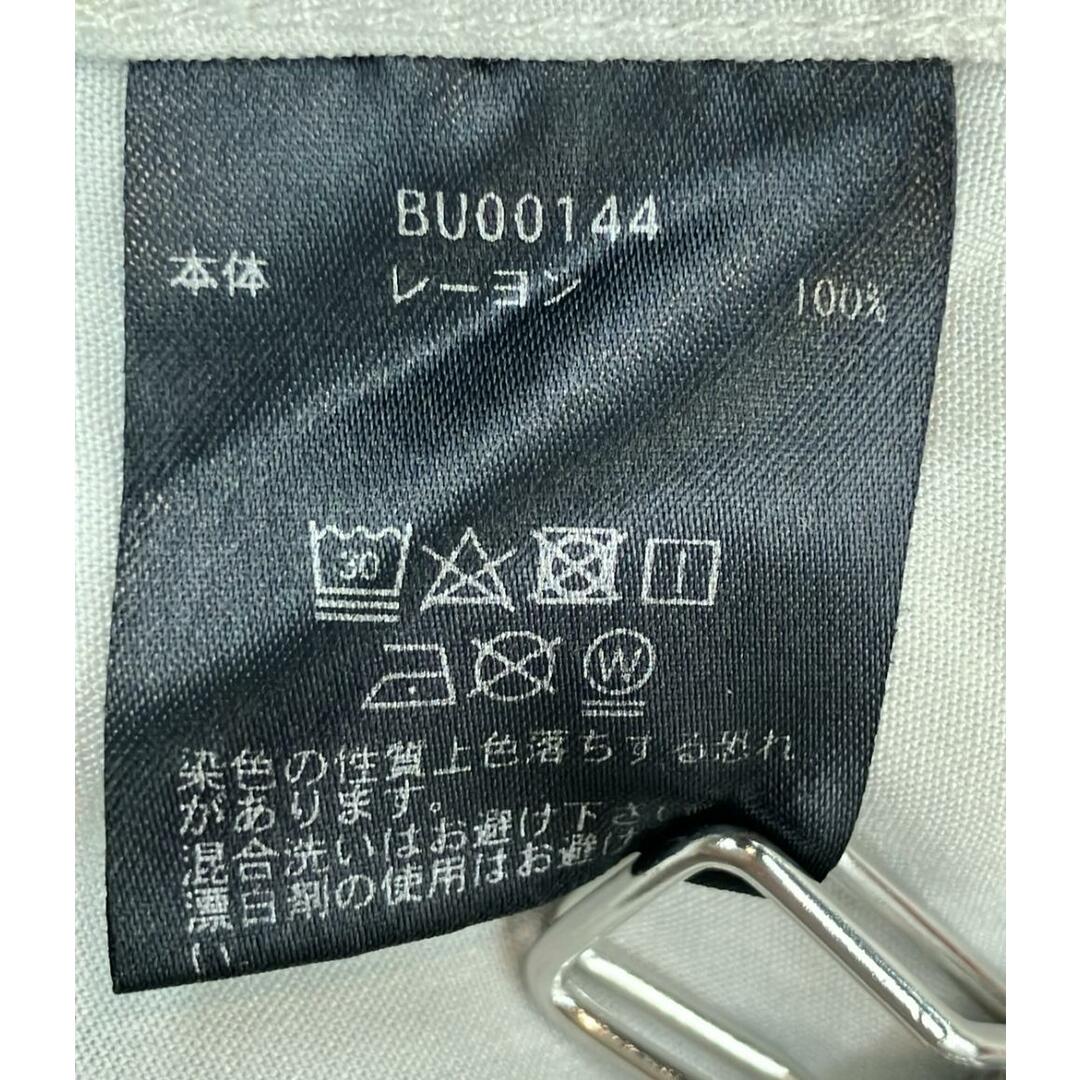 BU00144
本体 レーヨン 100%
30
W
染色の性質上色落ちする恐れ
があります。
混合洗いはお避け下さ
漂白剤の使用はお避け
い。